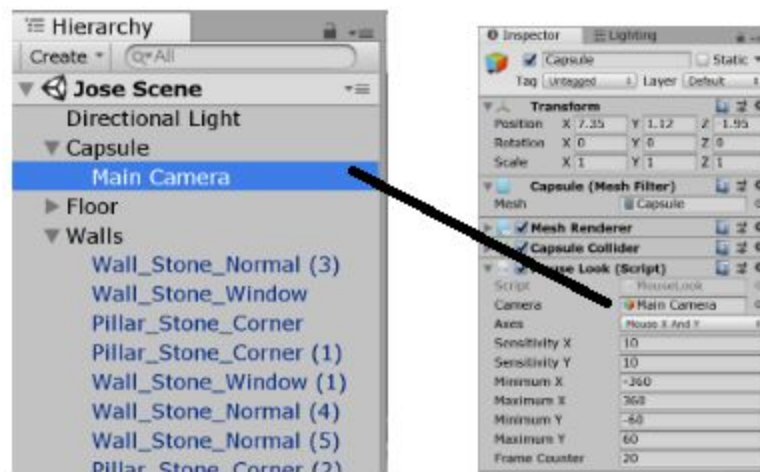 Hierarchy
Create
All
Jose Scene
Directional Light
Capsule
Main Camera
Floor
Walls
Wall_Stone_Normal (3)
Wall_Stone_Window
Pillar_Stone_Corner
Pillar_Stone_Corner (1)
Wall_Stone_Window (1)
Wall_Stone_Normal (4)
Wall_Stone_Normal (5)
Pillar_Stone_Corner (2)
Inspector Lighting
Capsule Static
Tag Untagged Layer Default
Transform
Position X 7.35 Y 1.12 Z -1.95
Rotation X 0 Y 0 Z 0
Scale X 1 Y 1 Z 1
Capsule (Mesh Filter)
Mesh Capsule
Mesh Renderer
Capsule Collider
Mouse Look (Script)
Script MouseLook
Camera Main Camera
Axes Mouse X And Y
Sensitivity X 10
Sensitivity Y 10
Minimum X -360
Maximum X 360
Minimum Y -60
Maximum Y 60
Frame Counter 20